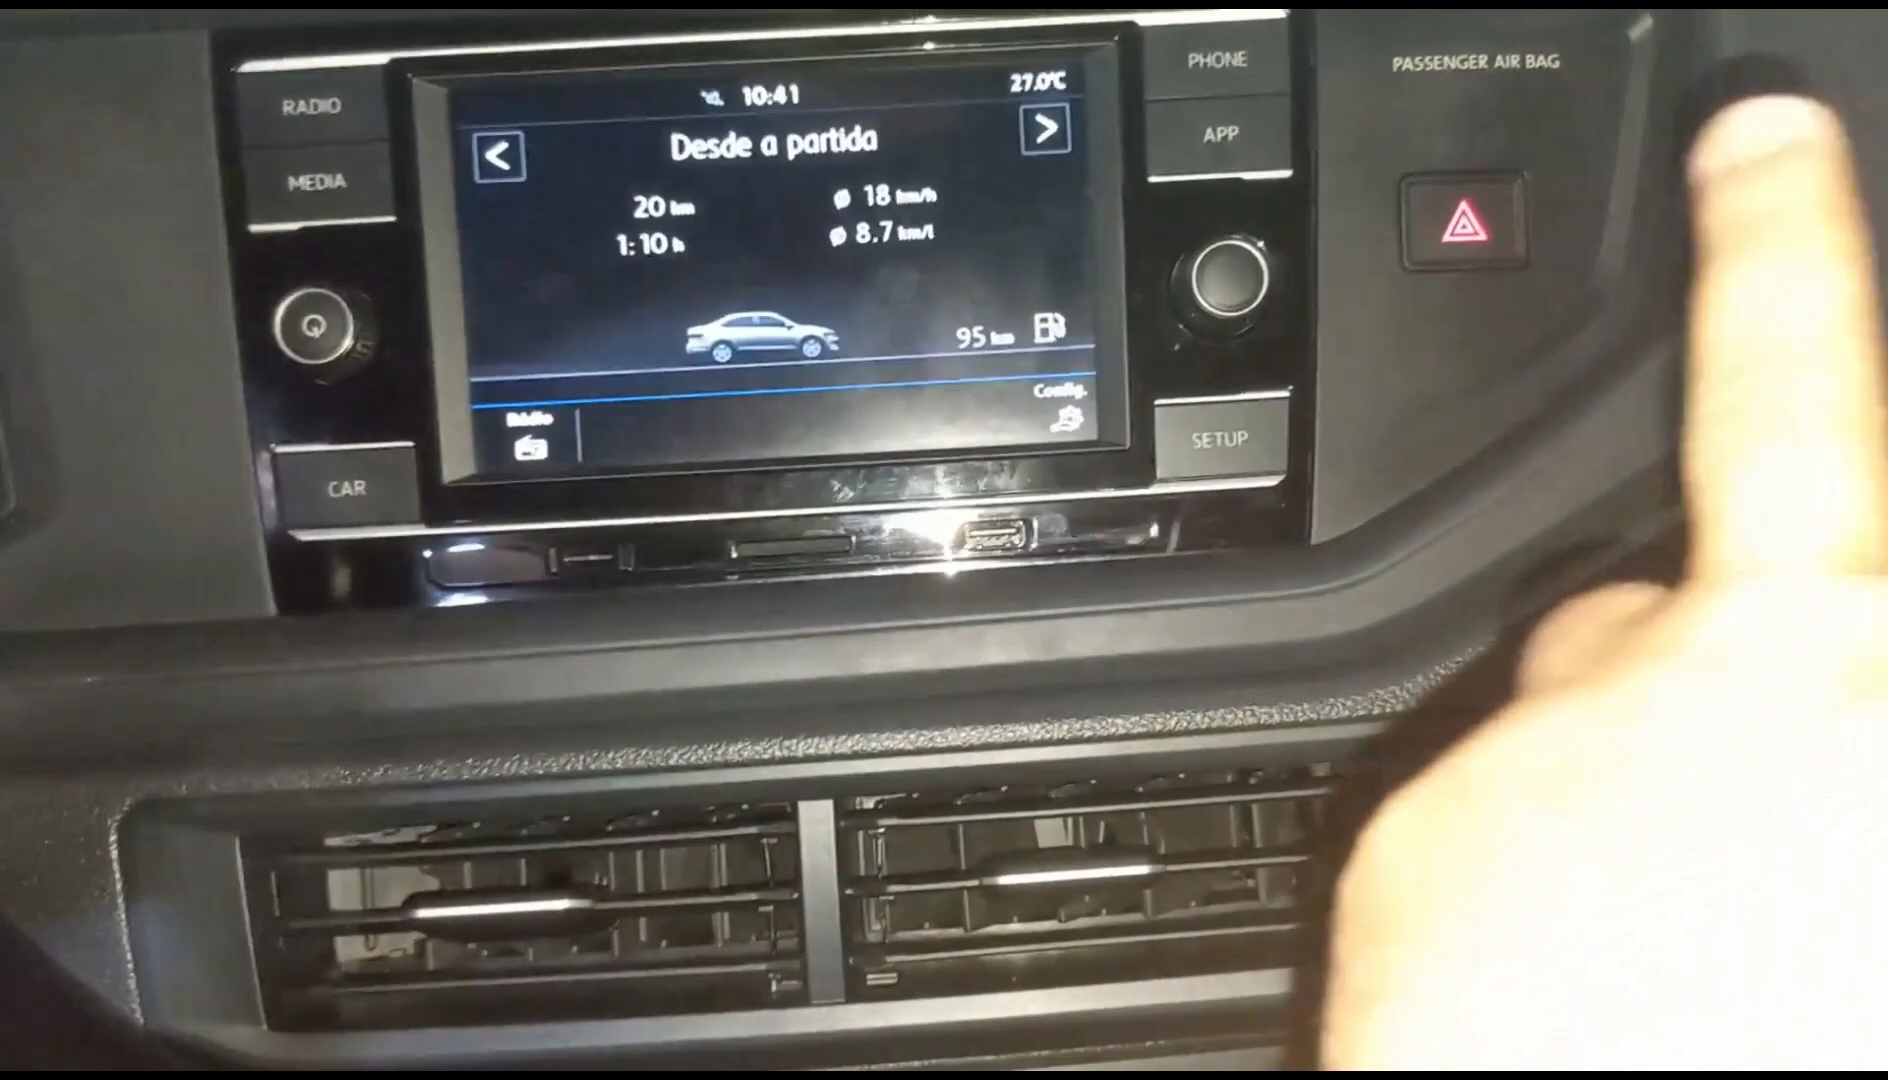 RADIO
MEDIA
CAR
10:41
27.0°C
<
Desde a partida
>
20 km
18 km/h
1:10 h
8.7 km/l
95 km
Rádio
Config.
PHONE
APP
SETUP
PASSENGER AIR BAG